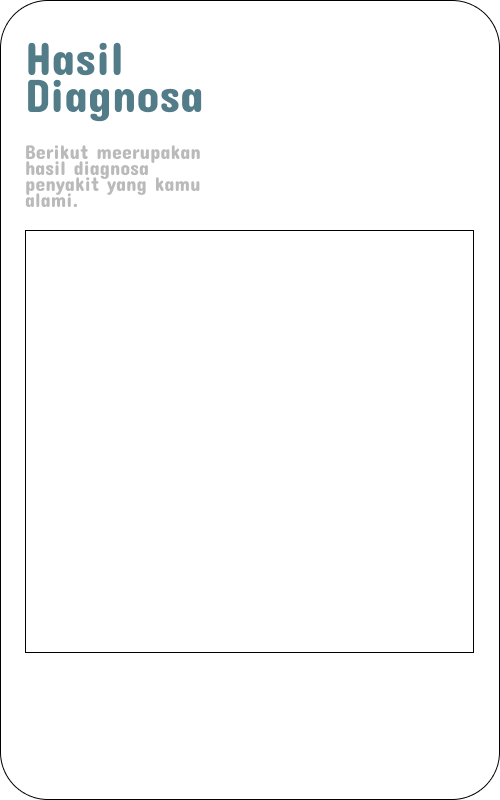 Hasil
Diagnosa
Berikut meerupakan
hasil diagnosa
penyakit yang kamu
alami.